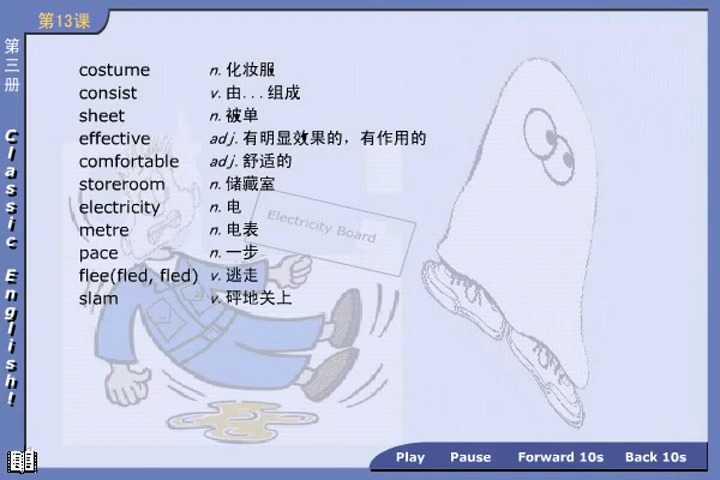 第13课
第三册
Classic English!
costume n. 化妆服
consist v. 由...组成
sheet n. 被单
effective adj. 有明显效果的，有作用的
comfortable adj. 舒适的
storeroom n. 储藏室
electricity n. 电
metre n. 电表
pace n. 一步
flee(fled, fled) v. 逃走
slam v. 砰地关上
Electricity Board
Play Pause Forward 10s Back 10s